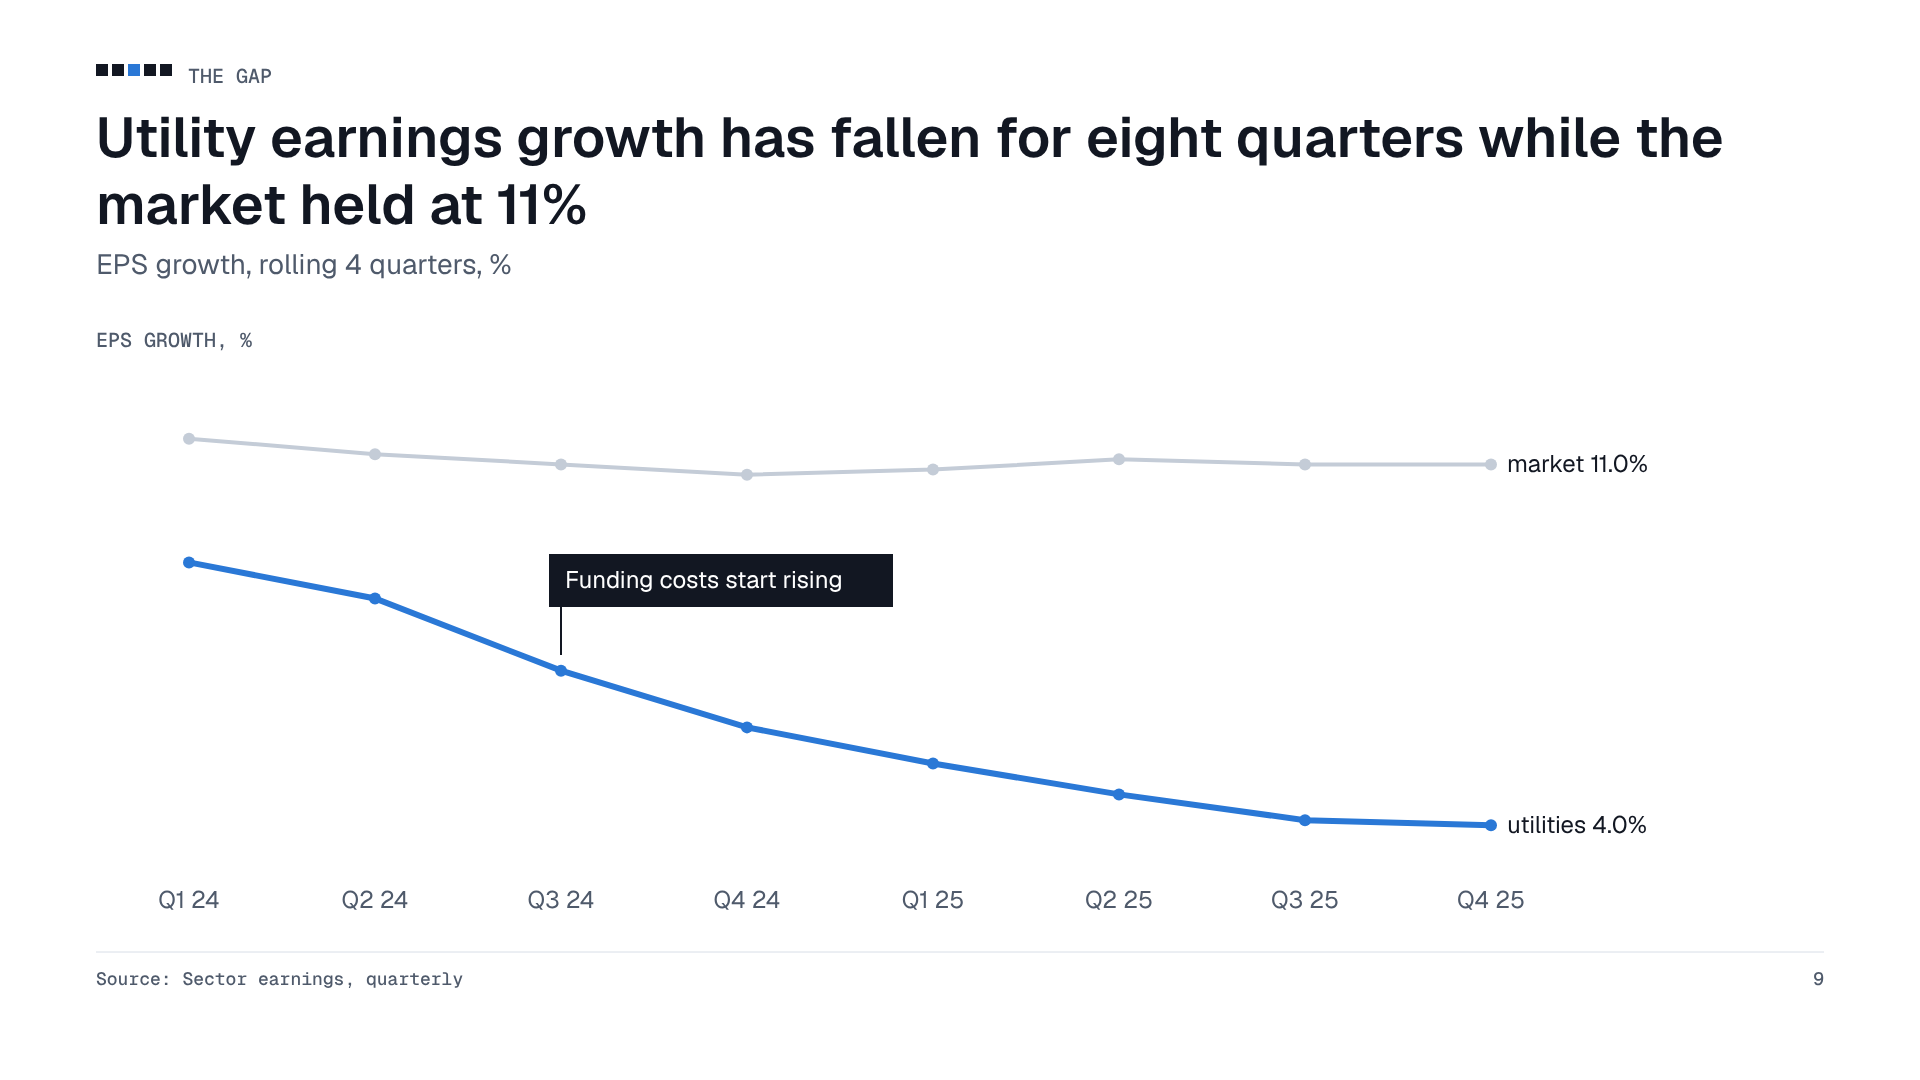 THE GAP
Utility earnings growth has fallen for eight quarters while the
market held at 11%
EPS growth, rolling 4 quarters, %
EPS GROWTH, %
market 11.0%
Funding costs start rising
utilities 4.0%
Q1 24 Q2 24 Q3 24 Q4 24 Q1 25 Q2 25 Q3 25 Q4 25
Source: Sector earnings, quarterly 9